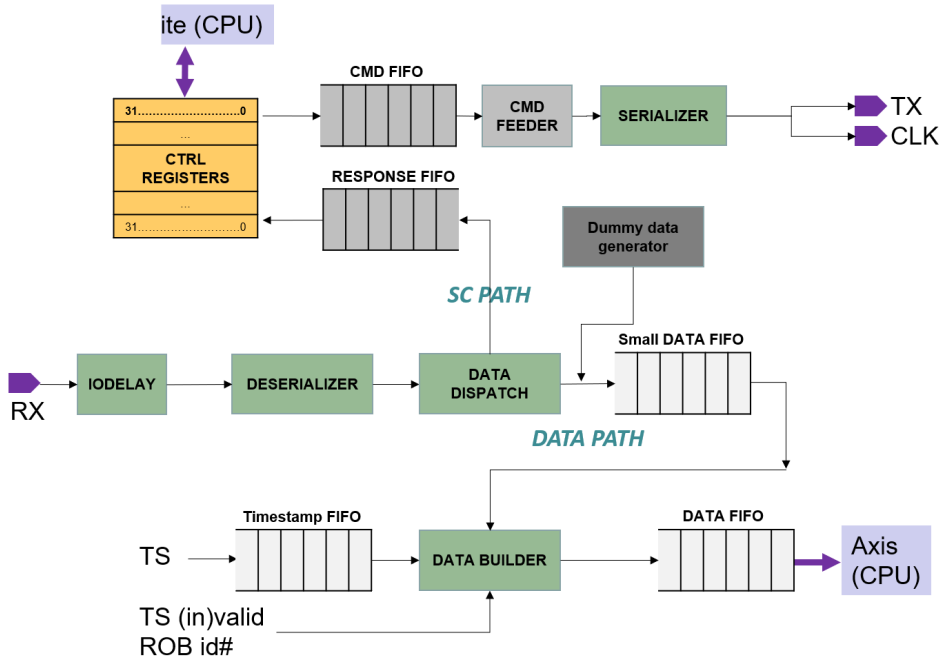 ite (CPU)
CMD FIFO
31...........................0
...
CTRL
REGISTERS
...
31...........................0
CMD
FEEDER
SERIALIZER
TX
CLK
RESPONSE FIFO
Dummy data
generator
SC PATH
Small DATA FIFO
IODELAY
DESERIALIZER
DATA
DISPATCH
RX
DATA PATH
Timestamp FIFO
DATA FIFO
TS
DATA BUILDER
Axis
(CPU)
TS (in)valid
ROB id#